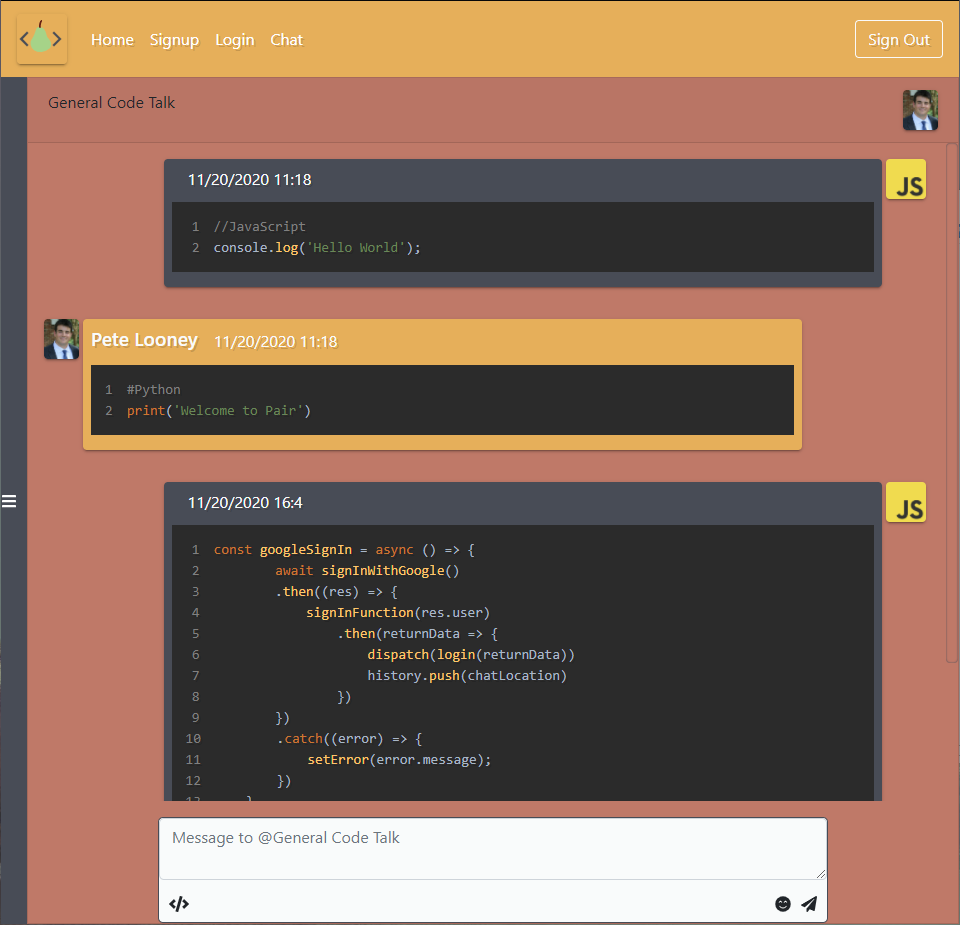 Home Signup Login Chat Sign Out
General Code Talk
11/20/2020 11:18
JS
1 //JavaScript
2 console.log('Hello World');
Pete Looney 11/20/2020 11:18
1 #Python
2 print('Welcome to Pair')
11/20/2020 16:4
JS
1 const googleSignIn = async () => {
2 await signInWithGoogle()
3 .then((res) => {
4 signInFunction(res.user)
5 .then(returnData => {
6 dispatch(login(returnData))
7 history.push(chatLocation)
8 })
9 })
10 .catch((error) => {
11 setError(error.message);
12 })
Message to @General Code Talk